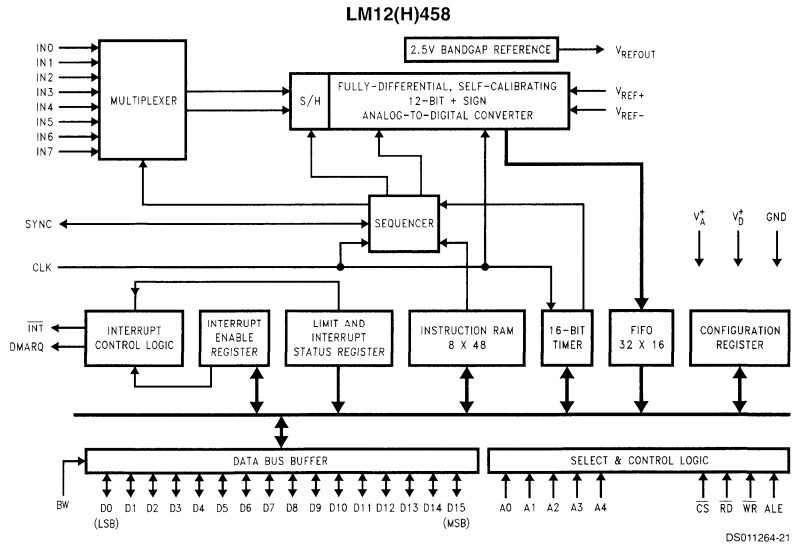 LM12(H)458
2.5V BANDGAP REFERENCE
VREFOUT
IN0
IN1
IN2
IN3
IN4
IN5
IN6
IN7
MULTIPLEXER
S/H
FULLY-DIFFERENTIAL, SELF-CALIBRATING
12-BIT + SIGN
ANALOG-TO-DIGITAL CONVERTER
VREF+
VREF-
SYNC
SEQUENCER
CLK
V+A
V+D
GND
I̅N̅T̅
DMARQ
INTERRUPT
CONTROL LOGIC
INTERRUPT
ENABLE
REGISTER
LIMIT AND
INTERRUPT
STATUS REGISTER
INSTRUCTION RAM
8 X 48
16-BIT
TIMER
FIFO
32 X 16
CONFIGURATION
REGISTER
DATA BUS BUFFER
SELECT & CONTROL LOGIC
BW
D0 D1 D2 D3 D4 D5 D6 D7 D8 D9 D10 D11 D12 D13 D14 D15
(LSB) (MSB)
A0 A1 A2 A3 A4
C̅S̅ R̅D̅ W̅R̅ ALE
DS011264-21